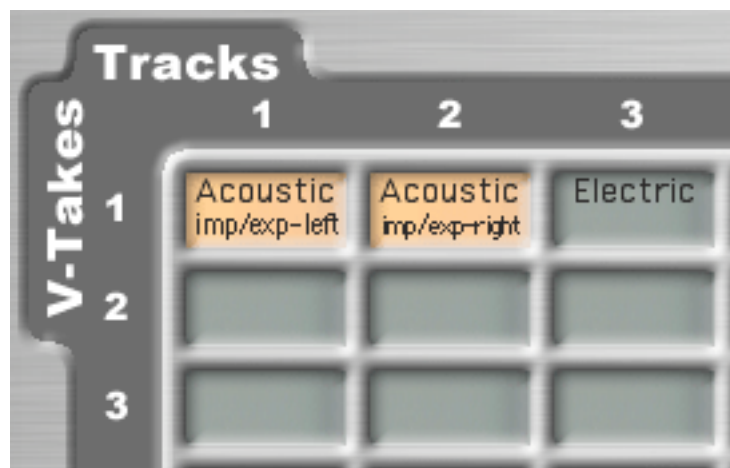 Tracks
V-Takes
1 2 3
1
Acoustic
imp/exp-left
Acoustic
imp/exp-right
Electric
2
3